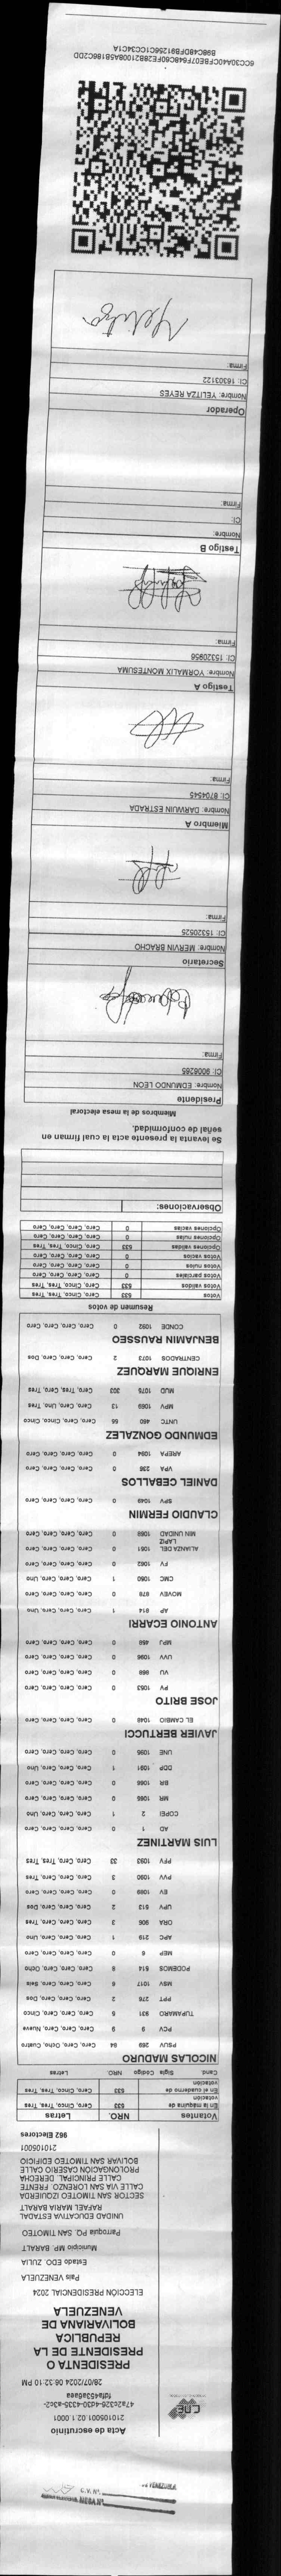 Acta de escrutinio
210105001.02.1.0001
28/07/2024 06:32:10 PM
CNE
PRESIDENTA O
PRESIDENTE DE LA
REPUBLICA
BOLIVARIANA DE
VENEZUELA
ELECCIÓN PRESIDENCIAL 2024
País VENEZUELA
Estado EDO. ZULIA
Municipio MP. BARALT
Parroquia PQ. SAN TIMOTEO
UNIDAD EDUCATIVA ESTADAL
RAFAEL MARIA BARALT
SECTOR SAN TIMOTEO IZQUIERDA
CALLE VIA SAN LORENZO. FRENTE
CALLE PRINCIPAL. DERECHA
PROLONGACIÓN CASERIO CALLE
BOLIVAR SAN TIMOTEO EDIFICIO
210105001
962 Electores
Votantes NRO. Letras
En la máquina de votación 533 Cero, Cinco, Tres, Tres
En el cuaderno de votación 533 Cero, Cinco, Tres, Tres
Cand. Sigla Código NRO. Letras
NICOLAS MADURO
PSUV 269 84 Cero, Cero, Ocho, Cuatro
PCV 9 9 Cero, Cero, Cero, Nueve
TUPAMARO 931 5 Cero, Cero, Cero, Cinco
PPT 276 2 Cero, Cero, Cero, Dos
MSV 1017 6 Cero, Cero, Cero, Seis
PODEMOS 514 8 Cero, Cero, Cero, Ocho
MEP 6 0 Cero, Cero, Cero, Cero
APC 219 1 Cero, Cero, Cero, Uno
ORA 906 3 Cero, Cero, Cero, Tres
UPV 513 2 Cero, Cero, Cero, Dos
EV 1089 0 Cero, Cero, Cero, Cero
PVV 1090 3 Cero, Cero, Cero, Tres
PFV 1093 33 Cero, Cero, Tres, Tres
LUIS MARTINEZ
AD 1 0 Cero, Cero, Cero, Cero
COPEI 2 1 Cero, Cero, Cero, Uno
MR 1065 0 Cero, Cero, Cero, Cero
BR 1066 0 Cero, Cero, Cero, Cero
DDP 1091 1 Cero, Cero, Cero, Uno
UNE 1095 0 Cero, Cero, Cero, Cero
JAVIER BERTUCCI
EL CAMBIO 1048 0 Cero, Cero, Cero, Cero
JOSE BRITO
PV 1053 0 Cero, Cero, Cero, Cero
VU 868 0 Cero, Cero, Cero, Cero
UVV 1096 0 Cero, Cero, Cero, Cero
MPJ 458 0 Cero, Cero, Cero, Cero
ANTONIO ECARRI
AP 814 1 Cero, Cero, Cero, Uno
MOVEV 878 0 Cero, Cero, Cero, Cero
CMC 1050 1 Cero, Cero, Cero, Uno
FV 1062 0 Cero, Cero, Cero, Cero
ALIANZA DEL LAPIZ 1051 0 Cero, Cero, Cero, Cero
MIN UNIDAD 1088 0 Cero, Cero, Cero, Cero
CLAUDIO FERMIN
SPV 1049 0 Cero, Cero, Cero, Cero
DANIEL CEBALLOS
VPA 238 0 Cero, Cero, Cero, Cero
AREPA 1094 0 Cero, Cero, Cero, Cero
EDMUNDO GONZALEZ
UNTC 460 55 Cero, Cero, Cinco, Cinco
MPV 1069 13 Cero, Cero, Uno, Tres
MUD 1075 303 Cero, Tres, Cero, Tres
ENRIQUE MARQUEZ
CENTRADOS 1073 2 Cero, Cero, Cero, Dos
BENJAMIN RAUSSEO
CONDE 1092 0 Cero, Cero, Cero, Cero
Resumen de votos
Votos 533 Cero, Cinco, Tres, Tres
Votos válidos 533 Cero, Cinco, Tres, Tres
Votos parciales 0 Cero, Cero, Cero, Cero
Votos nulos 0 Cero, Cero, Cero, Cero
Votos vacíos 0 Cero, Cero, Cero, Cero
Opciones válidas 533 Cero, Cinco, Tres, Tres
Opciones nulas 0 Cero, Cero, Cero, Cero
Opciones vacías 0 Cero, Cero, Cero, Cero
Observaciones:
Se levanta la presente acta la cual firman en
señal de conformidad.
Miembros de la mesa electoral
Presidente
Nombre: EDMUNDO LEON
CI: 9006265
Firma:
Secretario
Nombre: MERVIN BRACHO
CI: 15320525
Firma:
Miembro A
Nombre: DARWUIN ESTRADA
CI: 8704545
Firma:
Testigo A
Nombre: YORMALIX MONTESUMA
CI: 15320956
Firma:
Testigo B
Nombre:
CI:
Firma:
Operador
Nombre: YELITZA REYES
CI: 16303122
Firma:
Yelitza
6CC30A40CFBE07F648C80FE28B21008A5B186C2DD
B98C48DFB91256CC1CC34C1A